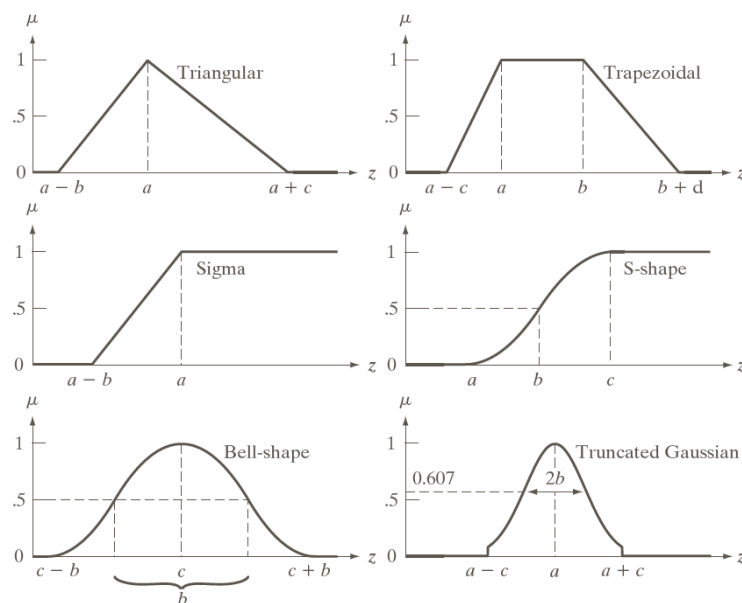 μ
1
Triangular
.5
0
a − b
a
a + c
z
μ
1
Trapezoidal
.5
0
a − c
a
b
b + d
z
μ
1
Sigma
.5
0
a − b
a
z
μ
1
S-shape
.5
0
a
b
c
z
μ
1
Bell-shape
.5
0
c − b
c
c + b
z
b
μ
1
Truncated Gaussian
0.607
2b
.5
0
a − c
a
a + c
z